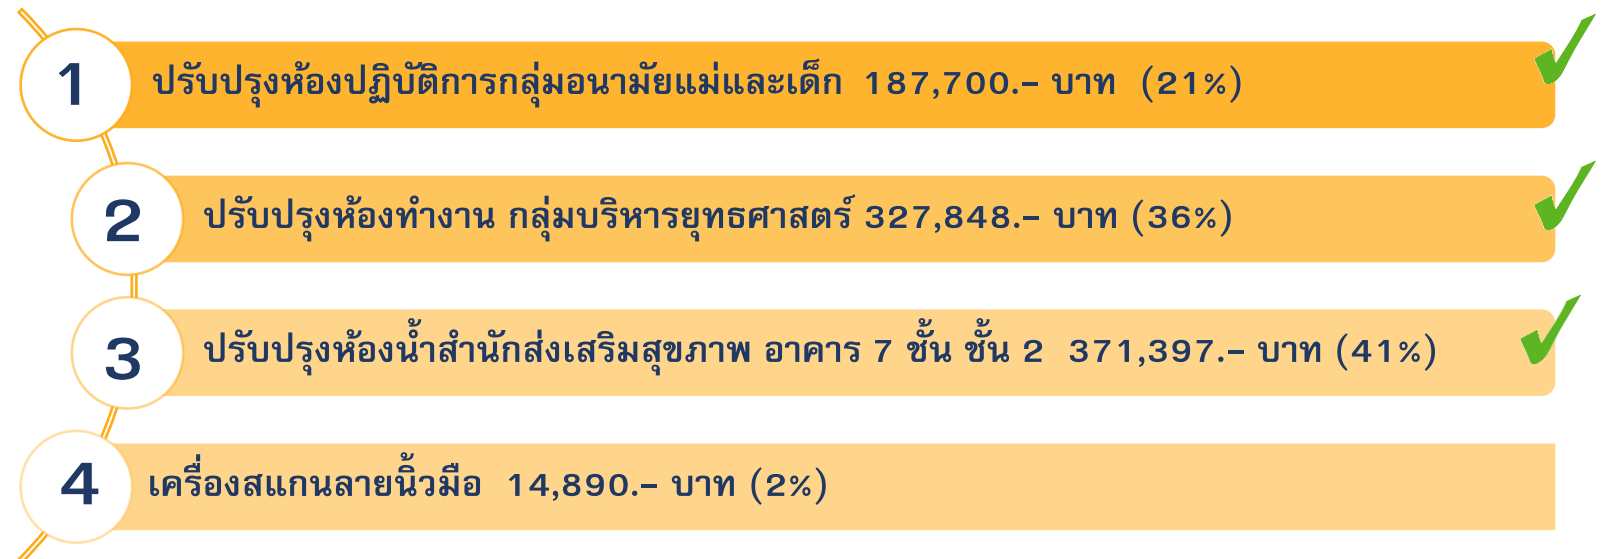 1 ปรับปรุงห้องปฏิบัติการกลุ่มอนามัยแม่และเด็ก 187,700.– บาท (21%)
2 ปรับปรุงห้องทำงาน กลุ่มบริหารยุทธศาสตร์ 327,848.– บาท (36%)
3 ปรับปรุงห้องน้ำสำนักส่งเสริมสุขภาพ อาคาร 7 ชั้น ชั้น 2 371,397.– บาท (41%)
4 เครื่องสแกนลายนิ้วมือ 14,890.– บาท (2%)